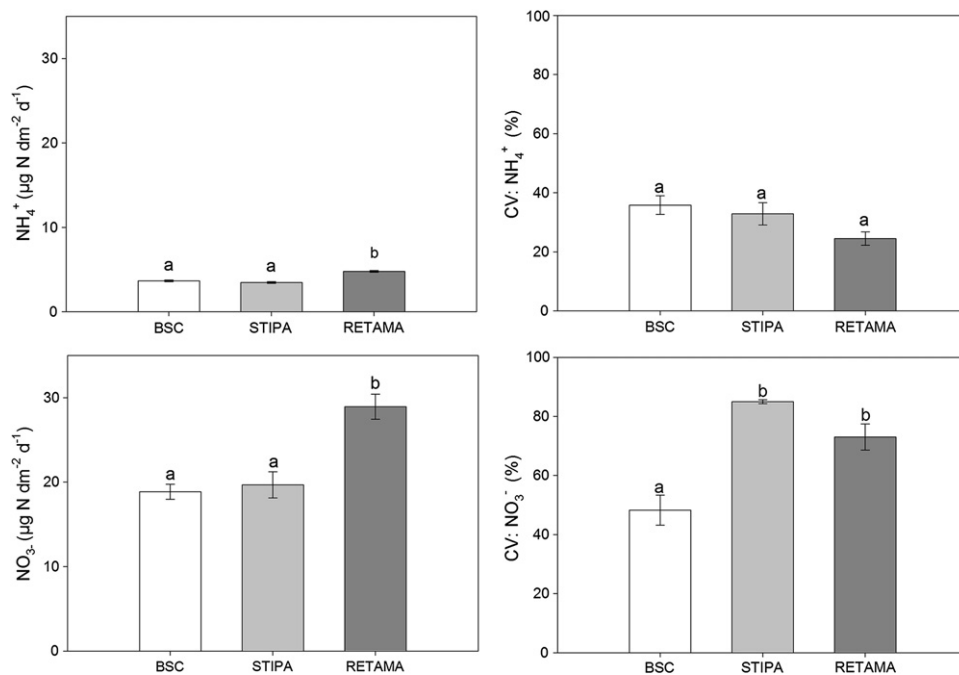 NH₄⁺ (µg N dm⁻² d⁻¹)
30
20
10
0
a
a
b
BSC
STIPA
RETAMA
CV: NH₄⁺ (%)
100
80
60
40
20
0
a
a
a
BSC
STIPA
RETAMA
NO₃₋ (µg N dm⁻² d⁻¹)
30
20
10
0
a
a
b
BSC
STIPA
RETAMA
CV: NO₃⁻ (%)
100
80
60
40
20
0
a
b
b
BSC
STIPA
RETAMA